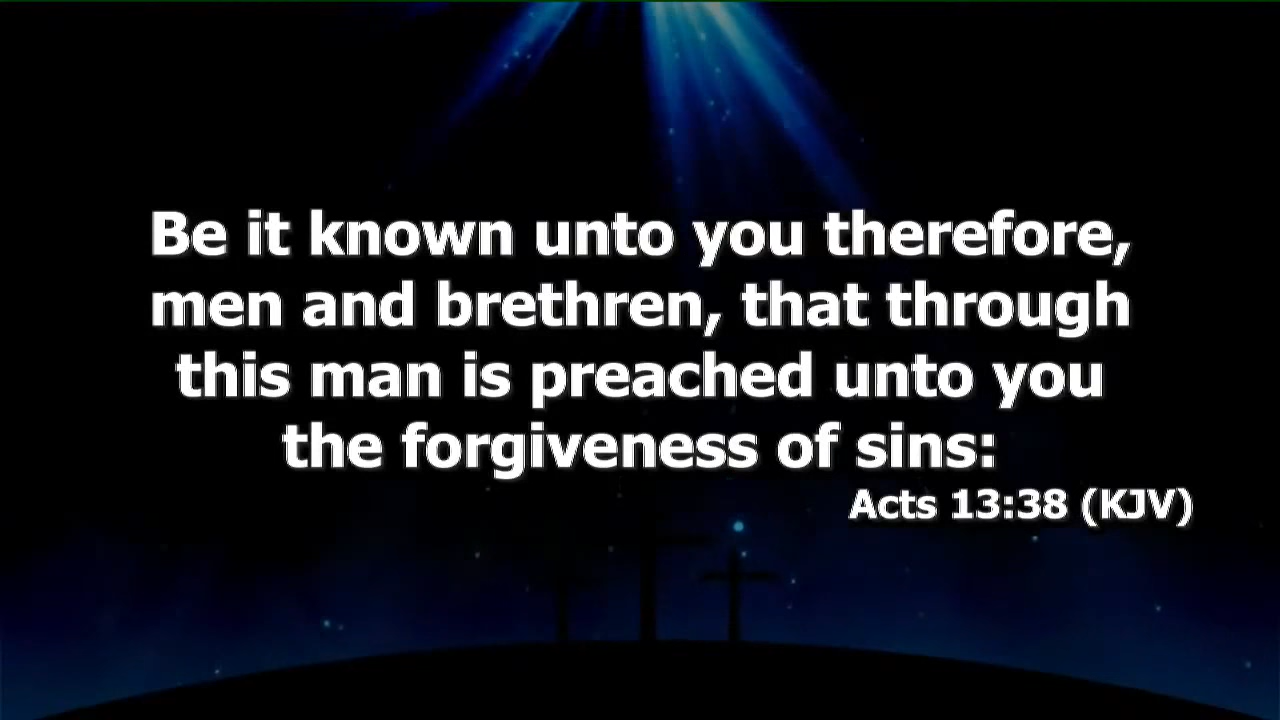 Be it known unto you therefore,
men and brethren, that through
this man is preached unto you
the forgiveness of sins:
Acts 13:38 (KJV)